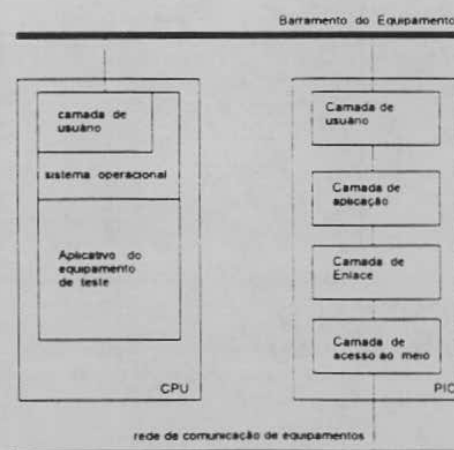 Barramento do Equipamento
camada de
usuário
sistema operacional
Aplicativo do
equipamento
de teste
CPU
Camada de
usuário
Camada de
aplicação
Camada de
Enlace
Camada de
acesso ao meio
PIC
rede de comunicação de equipamentos